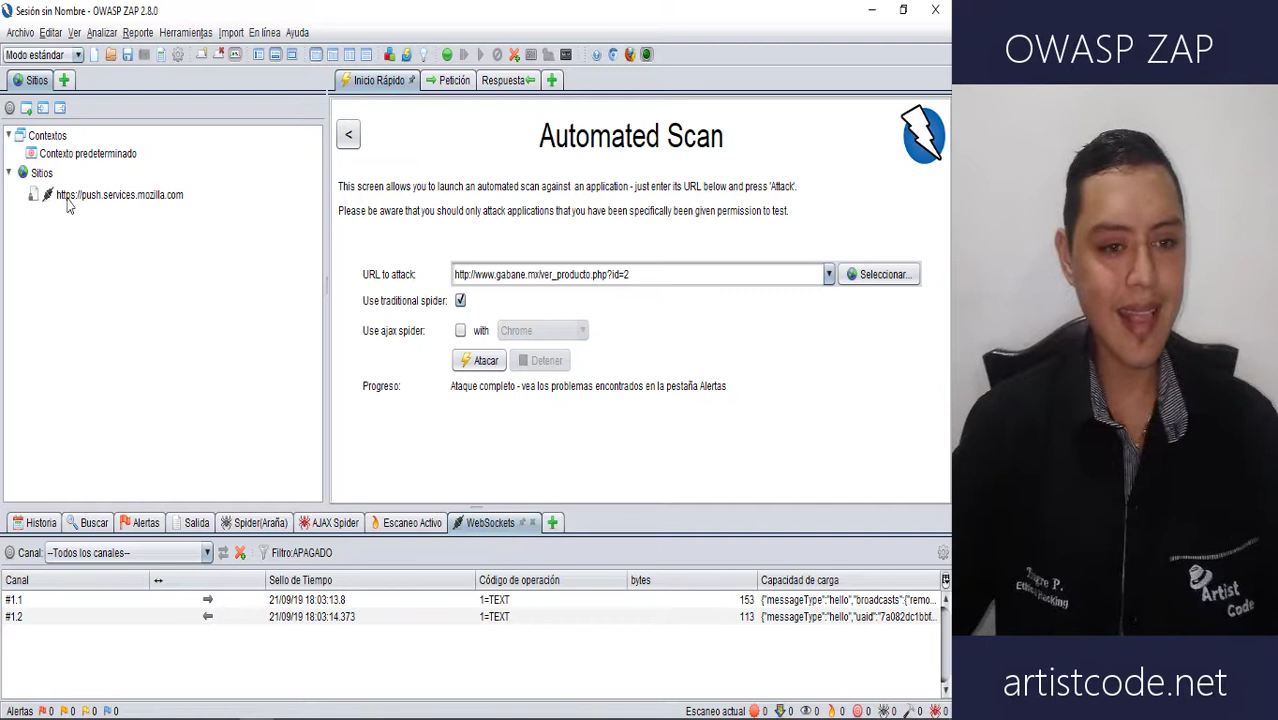 Sesión sin Nombre - OWASP ZAP 2.8.0
Archivo Editar Ver Analizar Reporte Herramientas Import En línea Ayuda
Modo estándar
Sitios
Inicio Rápido Petición Respuesta
Contextos
Contexto predeterminado
Sitios
https://push.services.mozilla.com
<
Automated Scan
This screen allows you to launch an automated scan against an application - just enter its URL below and press 'Attack'.
Please be aware that you should only attack applications that you have been specifically been given permission to test.
URL to attack: http://www.gabane.mx/ver_producto.php?id=2 Seleccionar...
Use traditional spider:
Use ajax spider: with Chrome
Atacar Detener
Progreso: Ataque completo - vea los problemas encontrados en la pestaña Alertas
Historia Buscar Alertas Salida Spider(Araña) AJAX Spider Escaneo Activo WebSockets
Canal: --Todos los canales-- Filtro:APAGADO
Canal Sello de Tiempo Código de operación bytes Capacidad de carga
#1.1 21/09/19 18:03:13.8 1=TEXT 153 {"messageType":"hello","broadcasts":{"remo...
#1.2 21/09/19 18:03:14.373 1=TEXT 113 {"messageType":"hello","uaid":"7a082dc1bbf...
Alertas 0 0 0 0 Escaneo actual 0 0 0 0 0 0 0 0
OWASP ZAP
P.
Ethical Hacking
Artist
Code
artistcode.net